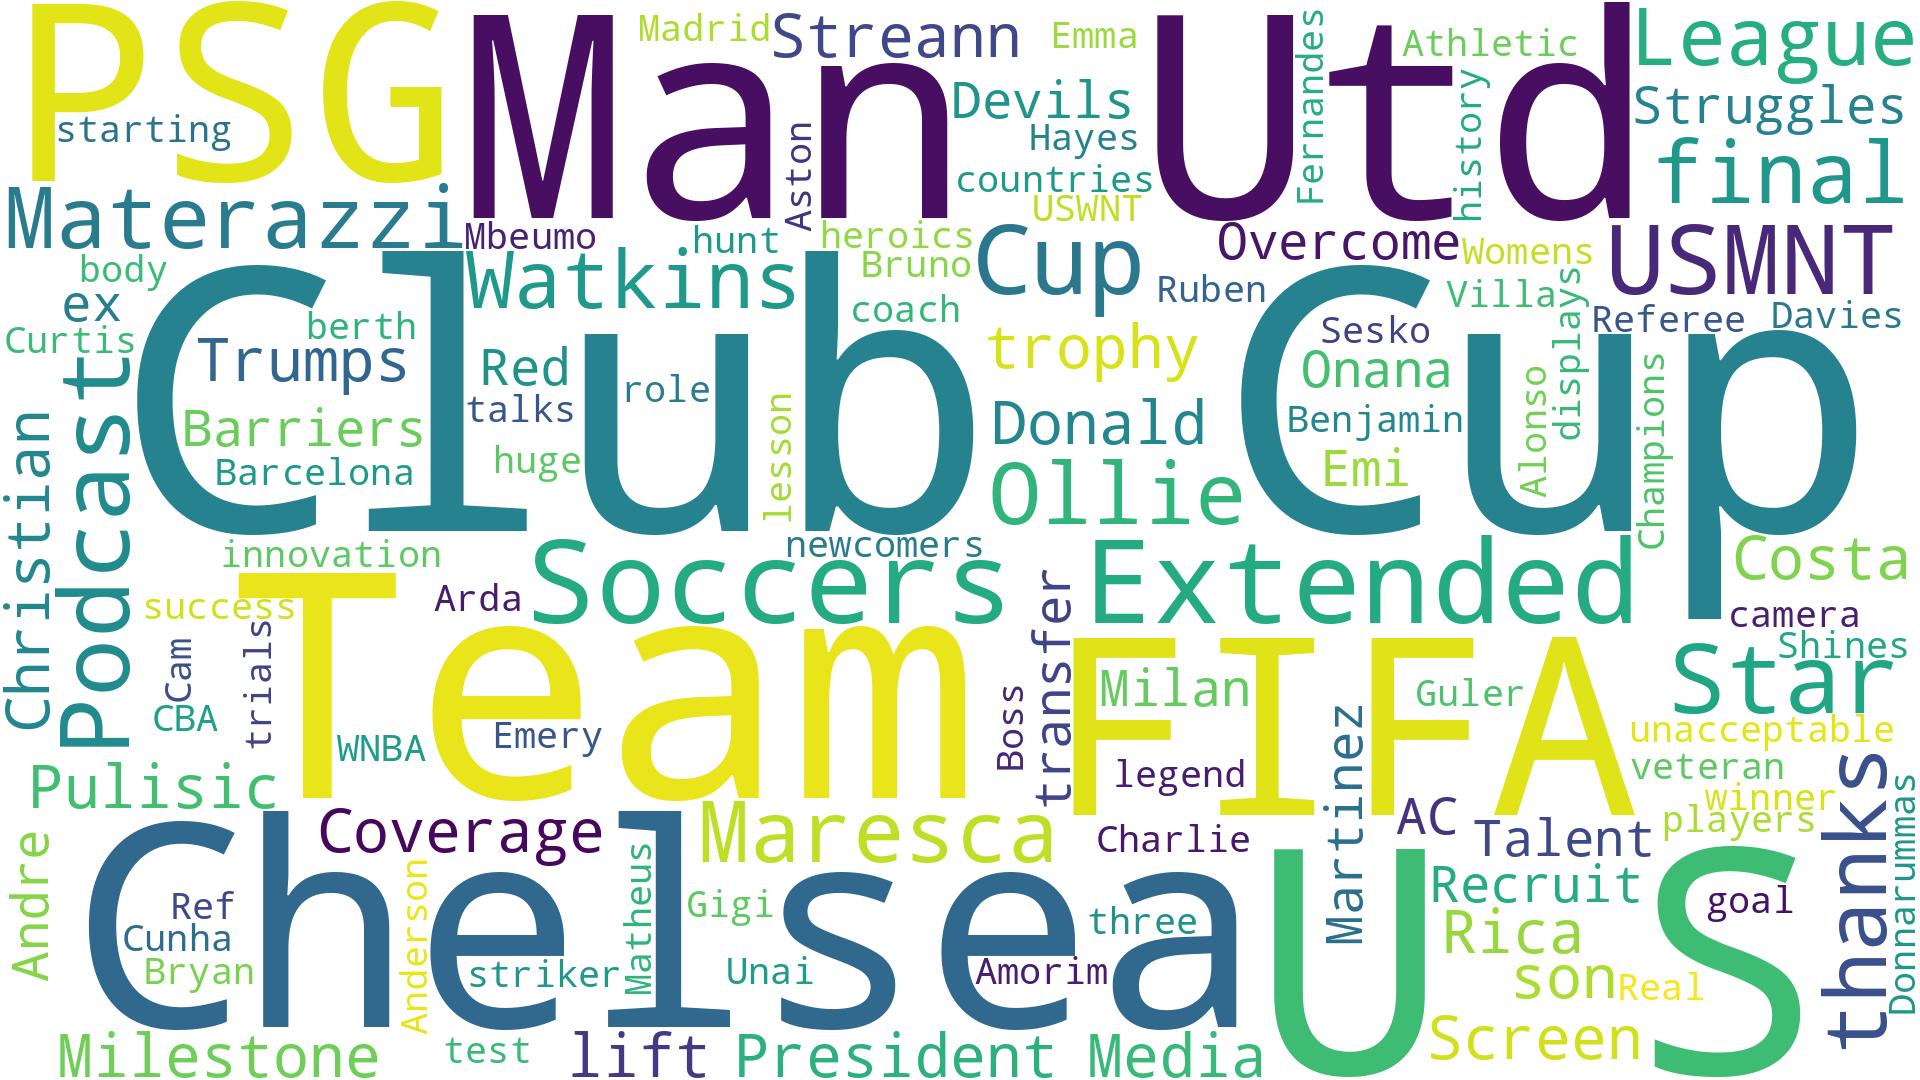 PSG
Man Utd
Madrid
Streann
Emma
Fernandes
Athletic
League
starting
Devils
Hayes
history
Struggles
Aston
countries
USWNT
final
Materazzi
Mbeumo
hunt
heroics
Bruno
Cup
Overcome
Womens
USMNT
body
ex
Watkins
coach
Ruben
Villa
displays
Referee
Davies
Curtis
berth
Trumps
Club Cup
Red
role
talks
trophy
Sesko
Onana
Donald
Benjamin
Alonso
Champions
Barriers
Barcelona
huge
lesson
Emi
Ollie
Christian
Podcast
innovation
newcomers
Soccers
Extended
Costa
success
Arda
camera
Shines
Team
FIFA
Star
Cam
trials
CBA
WNBA
Emery
Boss
transfer
Milan
Guler
legend
Martinez
unacceptable
veteran
winner
players
Pulisic
Coverage
Maresca
Charlie
AC
Talent
thanks
Donnarummas
Andre
Chelsea
U S
Ref
Cunha
Bryan
Anderson
striker
Matheus
Gigi
Unai
three
Amorim
Recruit
Rica
goal
son
Real
Milestone
test
lift
President
Media
Screen